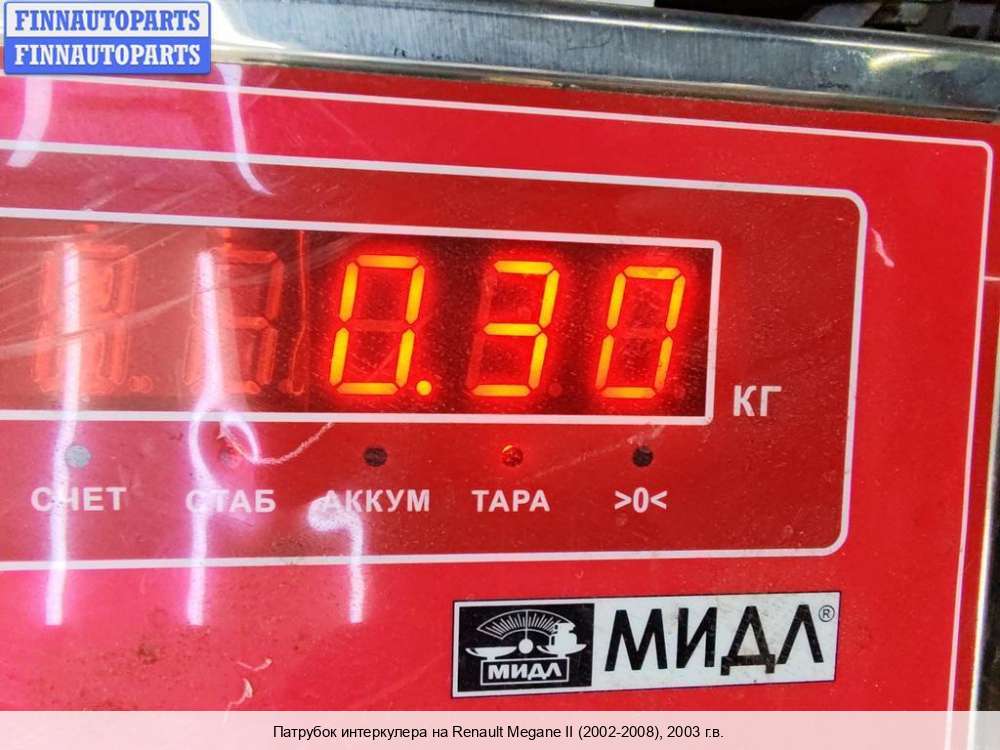 FINNAUTOPARTS
FINNAUTOPARTS
0.30
КГ
СЧЕТ СТАБ АККУМ ТАРА >0<
МИДЛ МИДЛ®
Патрубок интеркулера на Renault Megane II (2002-2008), 2003 г.в.